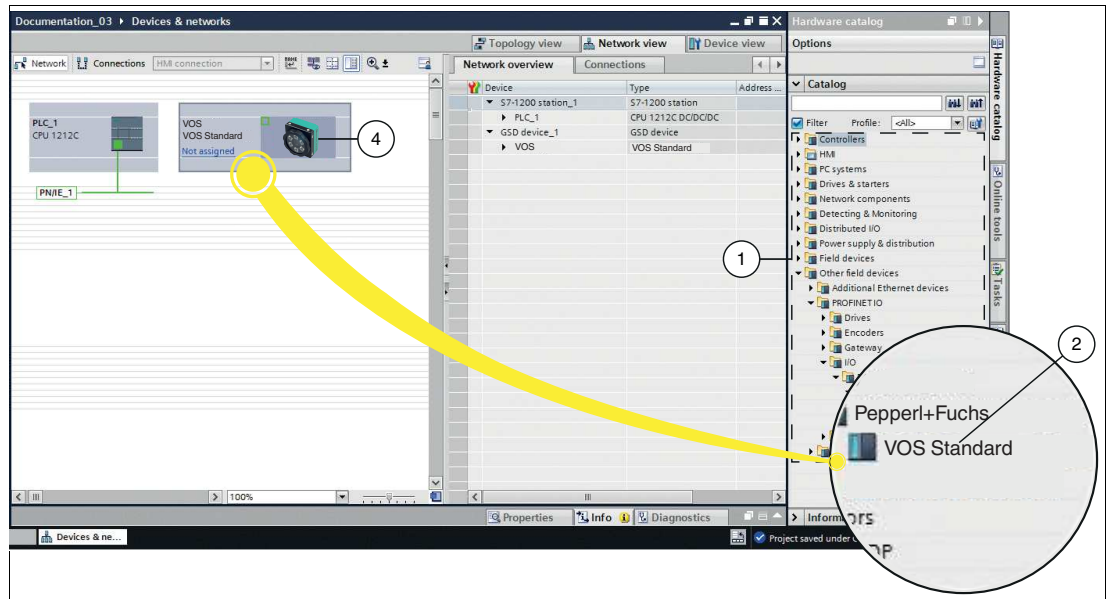 Documentation_03 ▸ Devices & networks
Topology view
Network view
Device view
Network
Connections
HMI connection
PLC_1
CPU 1212C
VOS
VOS Standard
Not assigned
4
PN/IE_1
100%
Network overview
Connections
Device
Type
Address ...
S7-1200 station_1
S7-1200 station
PLC_1
CPU 1212C DC/DC/DC
GSD device_1
GSD device
VOS
VOS Standard
Hardware catalog
Options
Catalog
Filter
Profile:
<All>
Controllers
HMI
PC systems
Drives & starters
Network components
Detecting & Monitoring
Distributed I/O
Power supply & distribution
Field devices
Other field devices
Additional Ethernet devices
PROFINET IO
Drives
Encoders
Gateway
I/O
1
2
Pepperl+Fuchs
VOS Standard
ors
DP
Hardware catalog
Online tools
Tasks
Properties
Info
Diagnostics
Inform
Devices & ne...
Project saved under